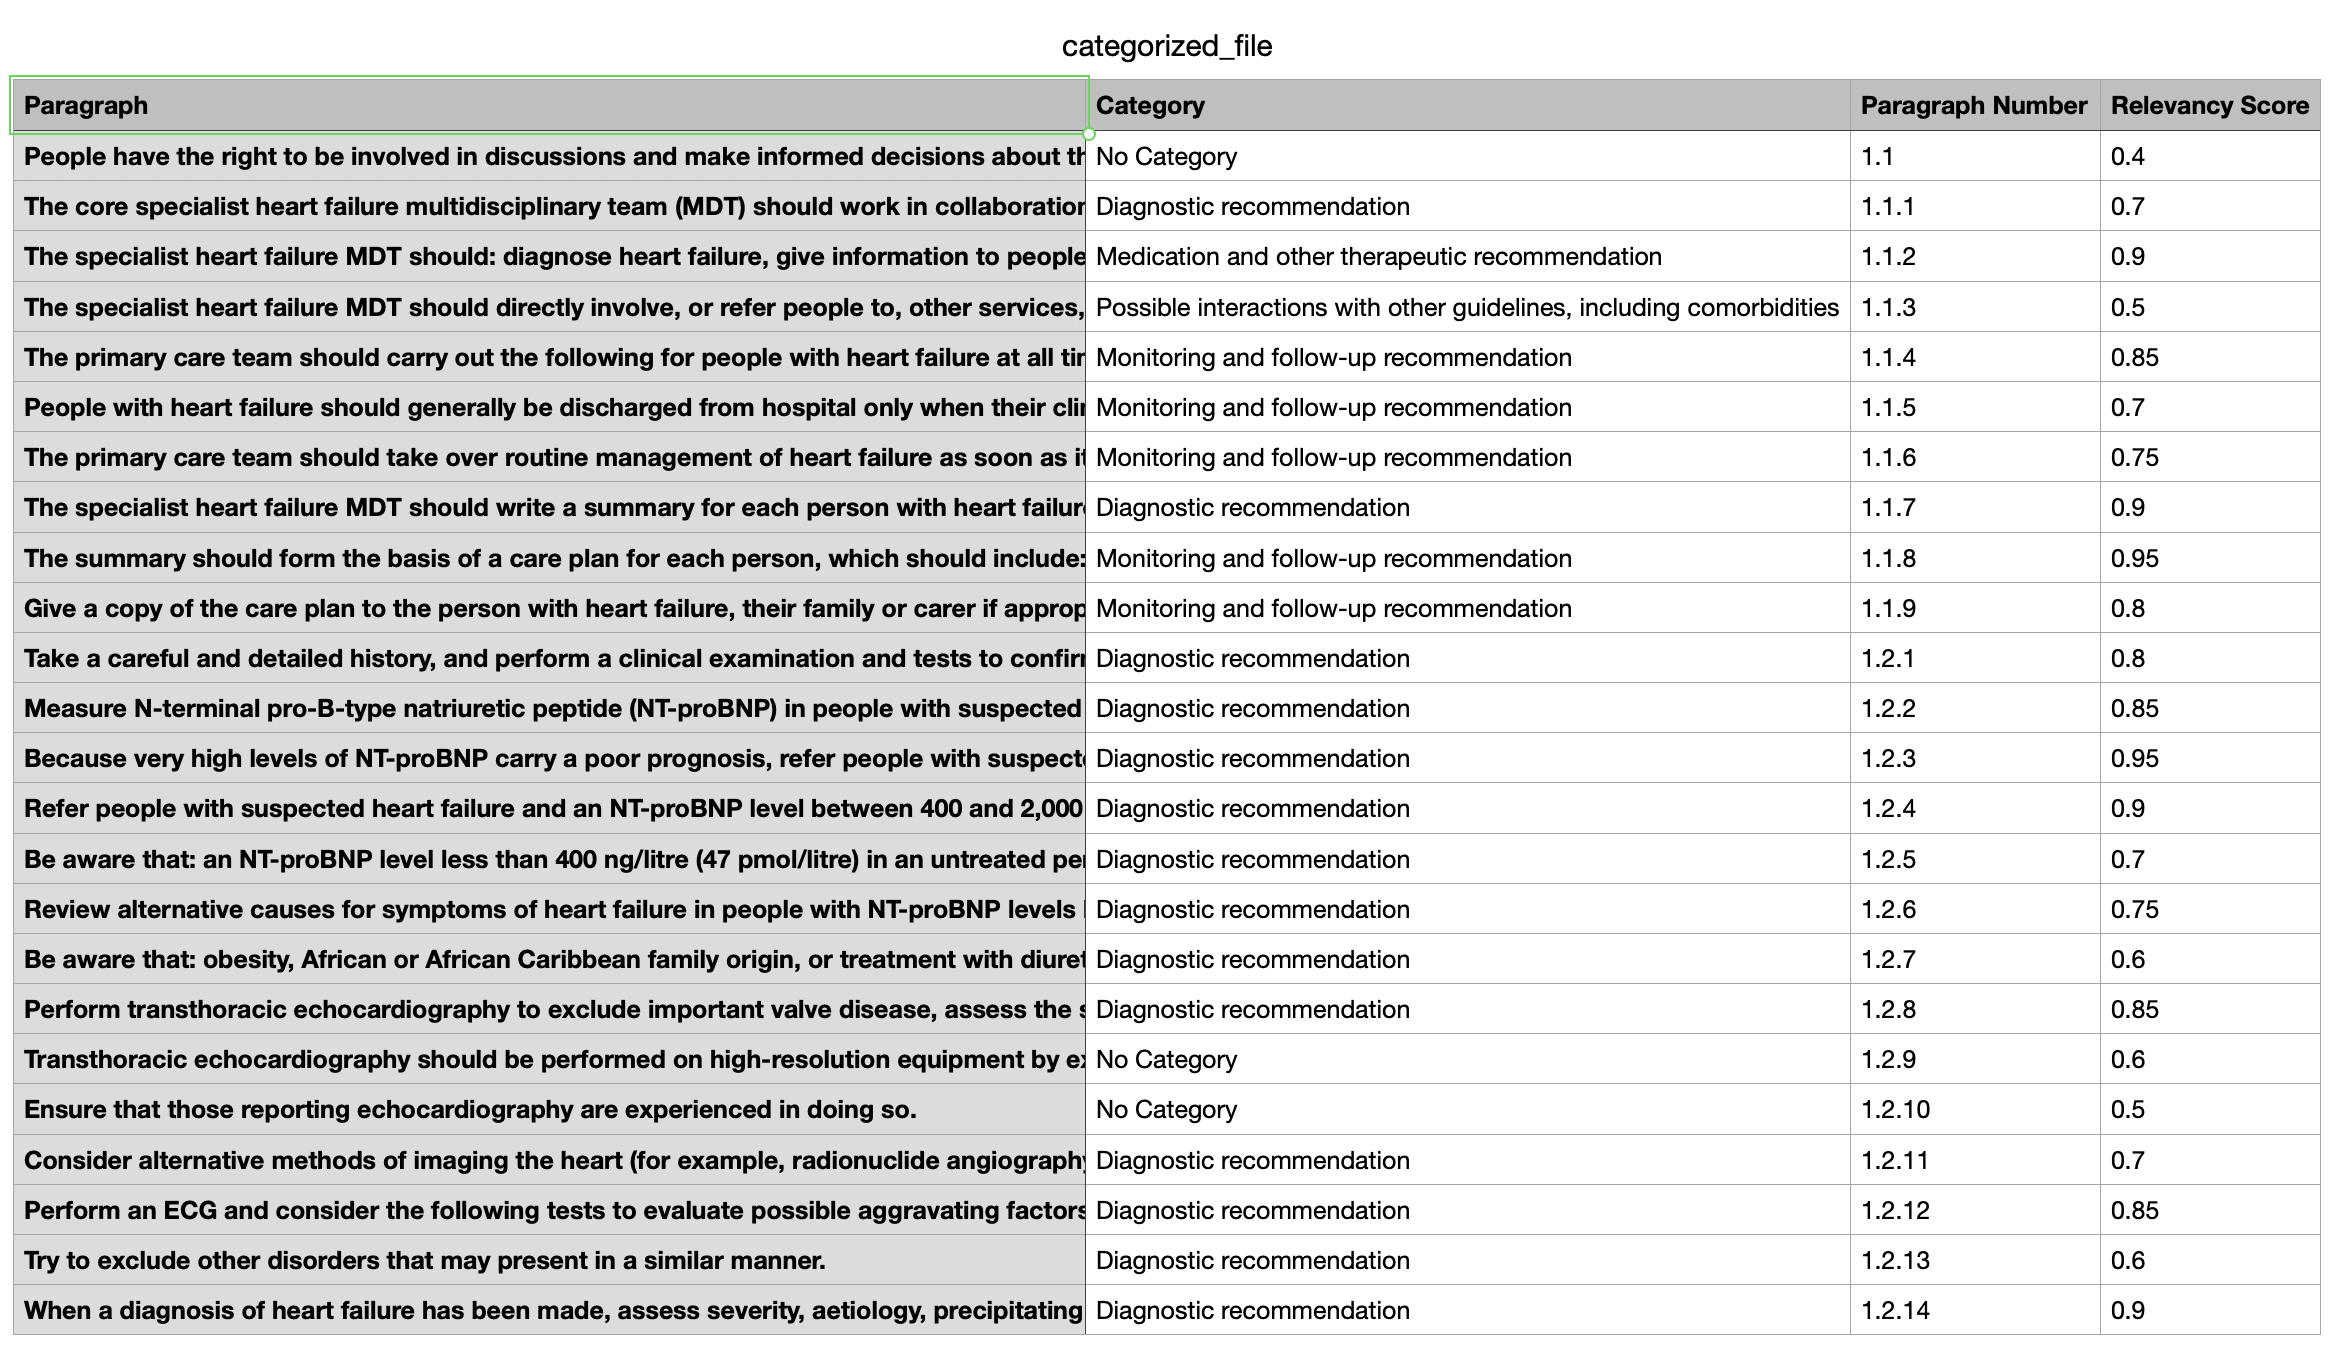 categorized_file
Paragraph Category Paragraph Number Relevancy Score
People have the right to be involved in discussions and make informed decisions about No Category 1.1 0.4
The core specialist heart failure multidisciplinary team (MDT) should work in Diagnostic recommendation 1.1.1 0.7
The specialist heart failure MDT should: diagnose heart failure, give information to people Medication and other therapeutic recommendation 1.1.2 0.9
The specialist heart failure MDT should directly involve, or refer people to, other services, Possible interactions with other guidelines, including comorbidities 1.1.3 0.5
The primary care team should carry out the following for people with heart failure at all Monitoring and follow-up recommendation 1.1.4 0.85
People with heart failure should generally be discharged from hospital only when their Monitoring and follow-up recommendation 1.1.5 0.7
The primary care team should take over routine management of heart failure as soon as Monitoring and follow-up recommendation 1.1.6 0.75
The specialist heart failure MDT should write a summary for each person with heart Diagnostic recommendation 1.1.7 0.9
The summary should form the basis of a care plan for each person, which should include: Monitoring and follow-up recommendation 1.1.8 0.95
Give a copy of the care plan to the person with heart failure, their family or carer if Monitoring and follow-up recommendation 1.1.9 0.8
Take a careful and detailed history, and perform a clinical examination and tests to Diagnostic recommendation 1.2.1 0.8
Measure N-terminal pro-B-type natriuretic peptide (NT-proBNP) in people with suspected Diagnostic recommendation 1.2.2 0.85
Because very high levels of NT-proBNP carry a poor prognosis, refer people with Diagnostic recommendation 1.2.3 0.95
Refer people with suspected heart failure and an NT-proBNP level between 400 and 2,000 Diagnostic recommendation 1.2.4 0.9
Be aware that: an NT-proBNP level less than 400 ng/litre (47 pmol/litre) in an untreated Diagnostic recommendation 1.2.5 0.7
Review alternative causes for symptoms of heart failure in people with NT-proBNP levels Diagnostic recommendation 1.2.6 0.75
Be aware that: obesity, African or African Caribbean family origin, or treatment with Diagnostic recommendation 1.2.7 0.6
Perform transthoracic echocardiography to exclude important valve disease, assess the Diagnostic recommendation 1.2.8 0.85
Transthoracic echocardiography should be performed on high-resolution equipment by No Category 1.2.9 0.6
Ensure that those reporting echocardiography are experienced in doing so. No Category 1.2.10 0.5
Consider alternative methods of imaging the heart (for example, radionuclide angiography Diagnostic recommendation 1.2.11 0.7
Perform an ECG and consider the following tests to evaluate possible aggravating factors Diagnostic recommendation 1.2.12 0.85
Try to exclude other disorders that may present in a similar manner. Diagnostic recommendation 1.2.13 0.6
When a diagnosis of heart failure has been made, assess severity, aetiology, precipitating Diagnostic recommendation 1.2.14 0.9